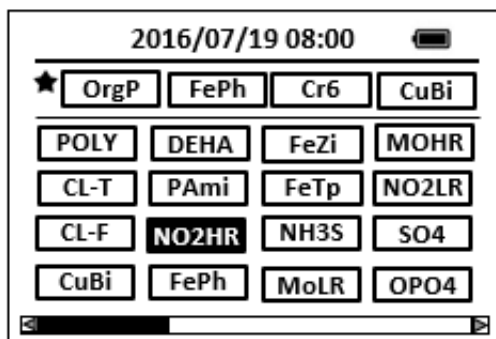 2016/07/19 08:00
OrgP FePh Cr6 CuBi
POLY DEHA FeZi MOHR
CL-T PAmi FeTp NO2LR
CL-F NO2HR NH3S SO4
CuBi FePh MoLR OPO4